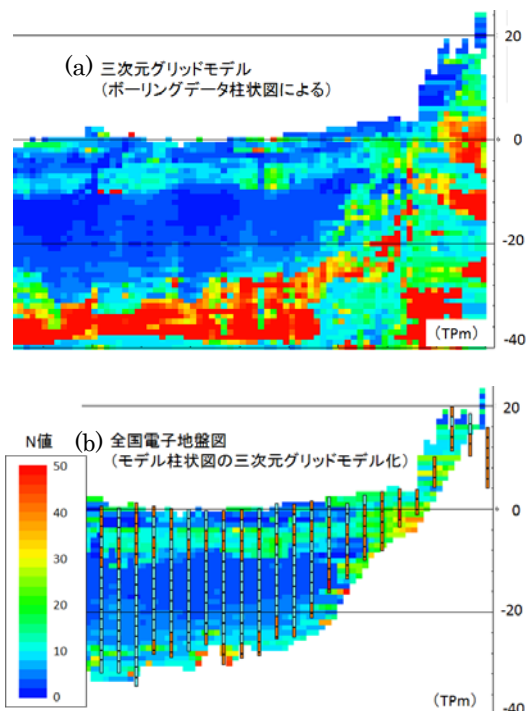 (a) 三次元グリッドモデル
(ボーリングデータ柱状図による)
20
0
-20
(TPm)
-40
N値
50
40
30
20
10
0
(b) 全国電子地盤図
(モデル柱状図の三次元グリッドモデル化)
20
0
-20
(TPm)
-40